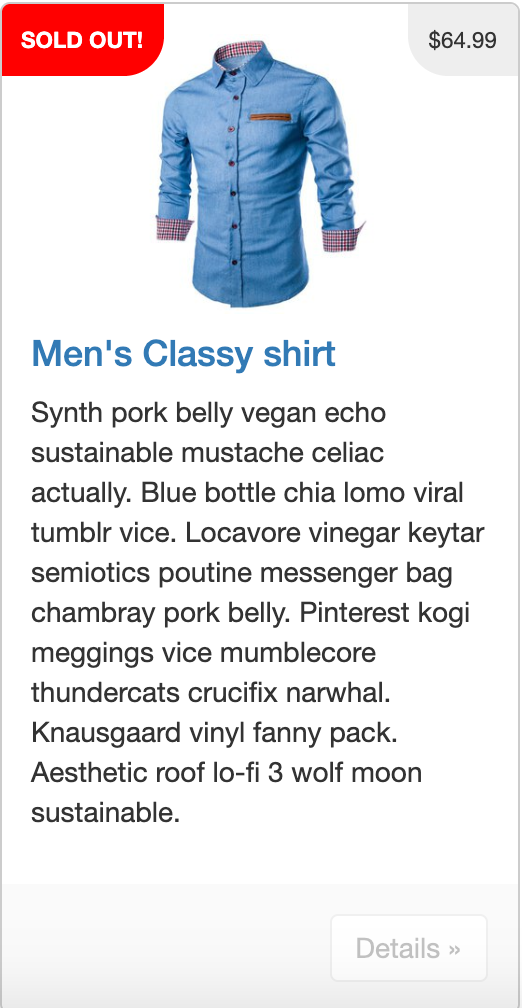 SOLD OUT!
$64.99
Men's Classy shirt
Synth pork belly vegan echo
sustainable mustache celiac
actually. Blue bottle chia lomo viral
tumblr vice. Locavore vinegar keytar
semiotics poutine messenger bag
chambray pork belly. Pinterest kogi
meggings vice mumblecore
thundercats crucifix narwhal.
Knausgaard vinyl fanny pack.
Aesthetic roof lo-fi 3 wolf moon
sustainable.
Details »